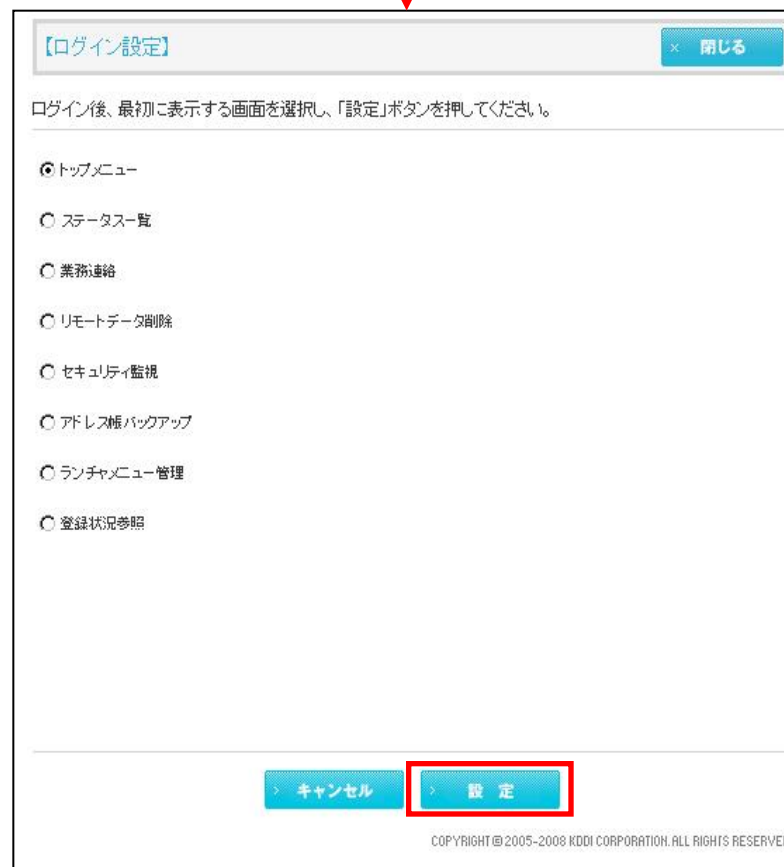 【ログイン設定】
× 閉じる
ログイン後、最初に表示する画面を選択し、「設定」ボタンを押してください。
トップメニュー
ステータス一覧
業務連絡
リモートデータ削除
セキュリティ監視
アドレス帳バックアップ
ランチャメニュー管理
登録状況参照
> キャンセル
> 設 定
COPYRIGHT © 2005-2008 KDDI CORPORATION. ALL RIGHTS RESERVE